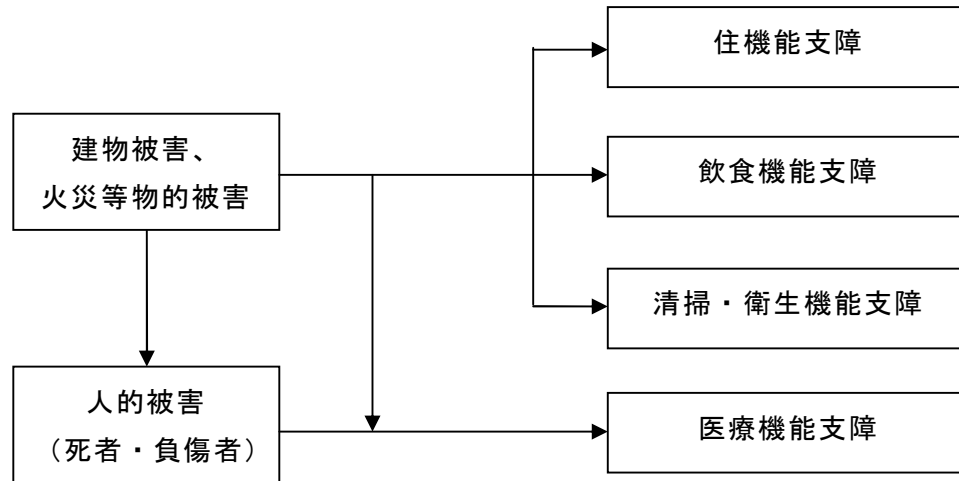 住機能支障
建物被害、
火災等物的被害
飲食機能支障
清掃・衛生機能支障
人的被害
（死者・負傷者）
医療機能支障